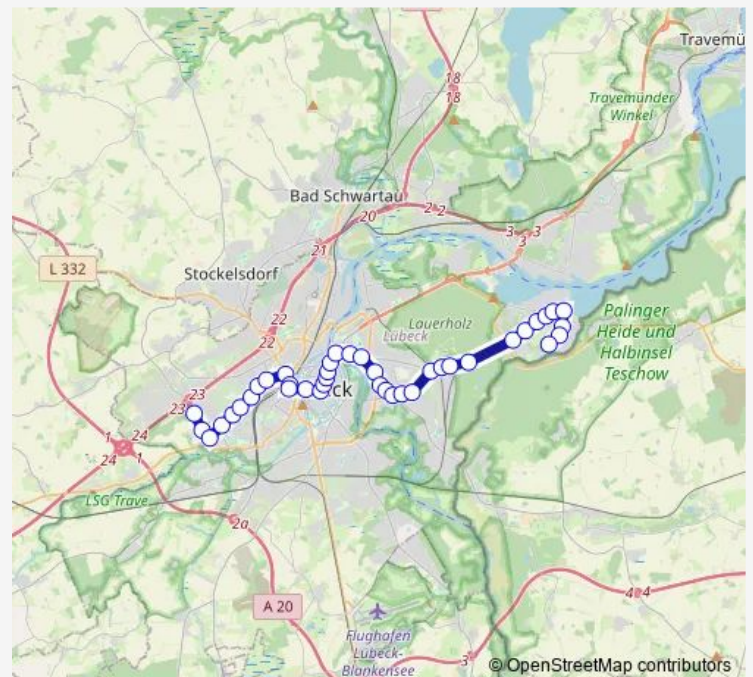 Travemü
18
18
Travemünder
Winkel
Bad Schwartau
20
2
2
3
3
3
21
L 332
Stockelsdorf
22
22
Lauerholz
Lübeck
Palinger
Heide und
Halbinsel
Teschow
23
23
ck
24
1
24
1
LSG Trave
2a
A 20
4
4
Flughafen
Lübeck-
Blankensee
3
© OpenStreetMap contributors